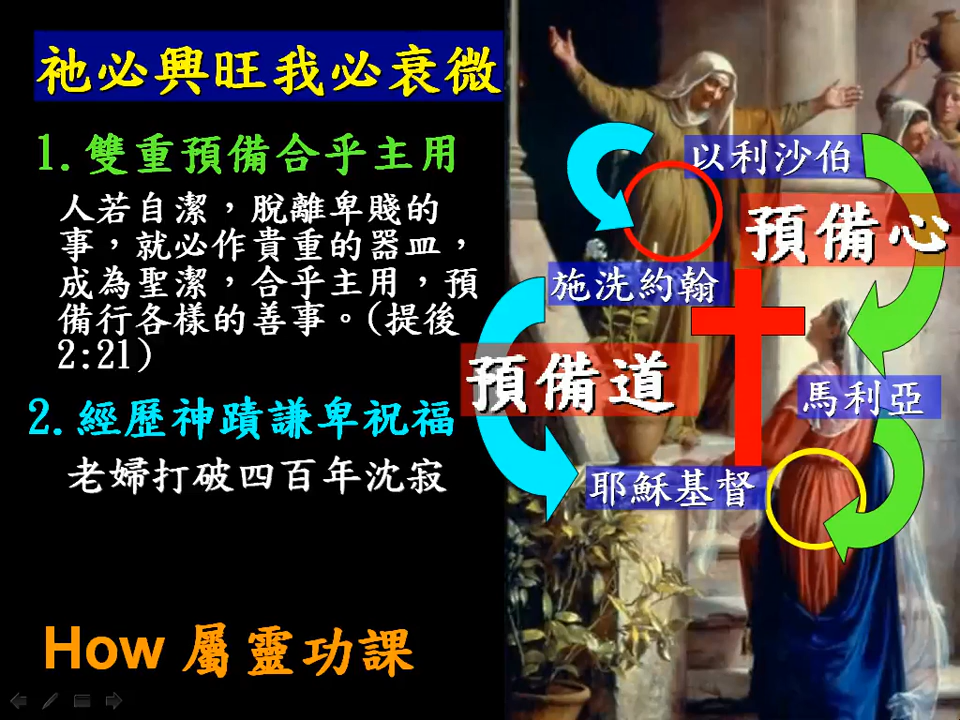 祂必興旺我必衰微
1.雙重預備合乎主用
人若自潔，脫離卑賤的
事，就必作貴重的器皿，
成為聖潔，合乎主用，預
備行各樣的善事。(提後
2:21)
2.經歷神蹟謙卑祝福
老婦打破四百年沈寂
How 屬靈功課
以利沙伯
預備心
施洗約翰
預備道
馬利亞
耶穌基督